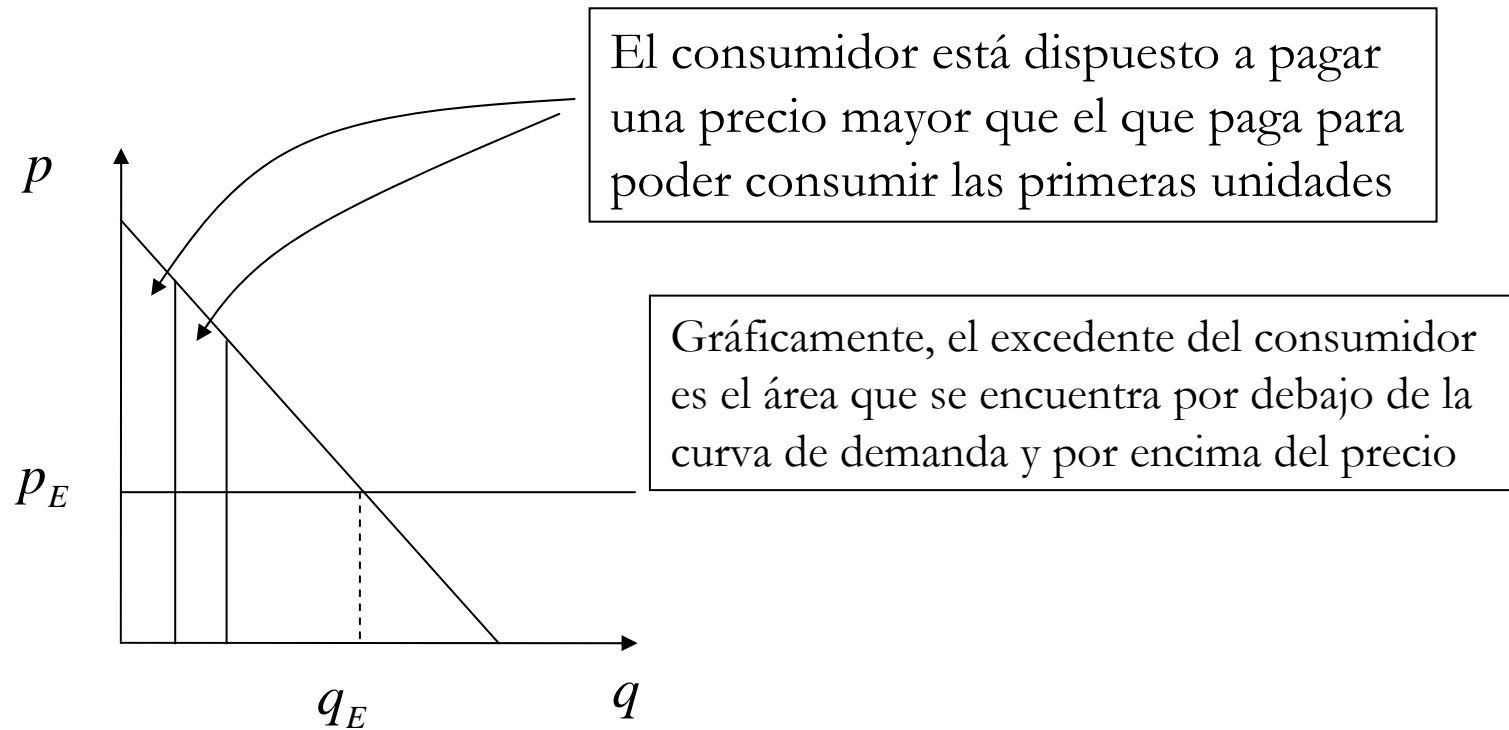 El consumidor está dispuesto a pagar
una precio mayor que el que paga para
poder consumir las primeras unidades
p
Gráficamente, el excedente del consumidor
es el área que se encuentra por debajo de la
curva de demanda y por encima del precio
p_E
q_E
q